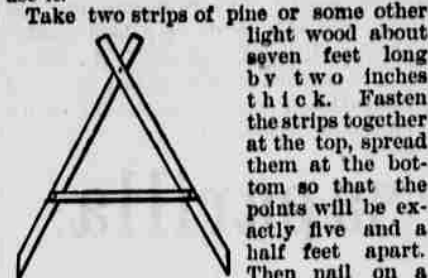 Take two strips of pine or some other
light wood about
seven feet long
by two inches
thick. Fasten
the strips together
at the top, spread
them at the bot-
tom so that the
points will be ex-
actly five and a
half feet apart.
Then nail on a